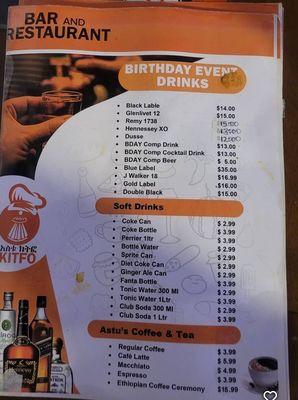 BAR AND
RESTAURANT
BIRTHDAY EVENT
DRINKS
Black Lable $14.00
Glenlivet 12 $15.00
Remy 1738
Hennessey XO
Dusse
BDAY Comp Drink $13.00
BDAY Comp Cocktail Drink $13.00
BDAY Comp Beer $ 5.00
Blue Label $35.00
J Walker 18 $16.99
Gold Label $16.00
Double Black $15.00
Soft Drinks
Coke Can $ 2.99
Coke Bottle $ 3.99
Perrier 1ltr $ 3.99
Bottle Water $ 2.99
Sprite Can $ 2.99
Diet Coke Can $ 2.99
Ginger Ale Can $ 2.99
Fanta Bottle $ 3.99
Tonic Water 300 Ml $ 2.99
Tonic Water 1Ltr $ 3.99
Club Soda 300 Ml $ 2.99
Club Soda 1 Ltr $ 3.99
አስቱ ክትፎ
KITFO
Astu's Coffee & Tea
Regular Coffee $ 3.99
Café Latte $ 5.99
Macchiato $ 4.99
Espresso $ 3.99
Ethiopian Coffee Ceremony $15.99
Hennessy